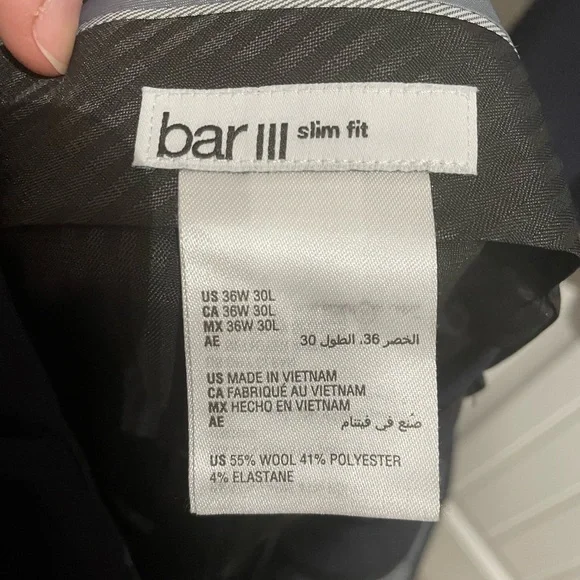 bar III slim fit
US 36W 30L
CA 36W 30L
MX 36W 30L
AE الخصر 36، الطول 30
US MADE IN VIETNAM
CA FABRIQUÉ AU VIETNAM
MX HECHO EN VIETNAM
AE صُنع في فيتنام
US 55% WOOL 41% POLYESTER
4% ELASTANE